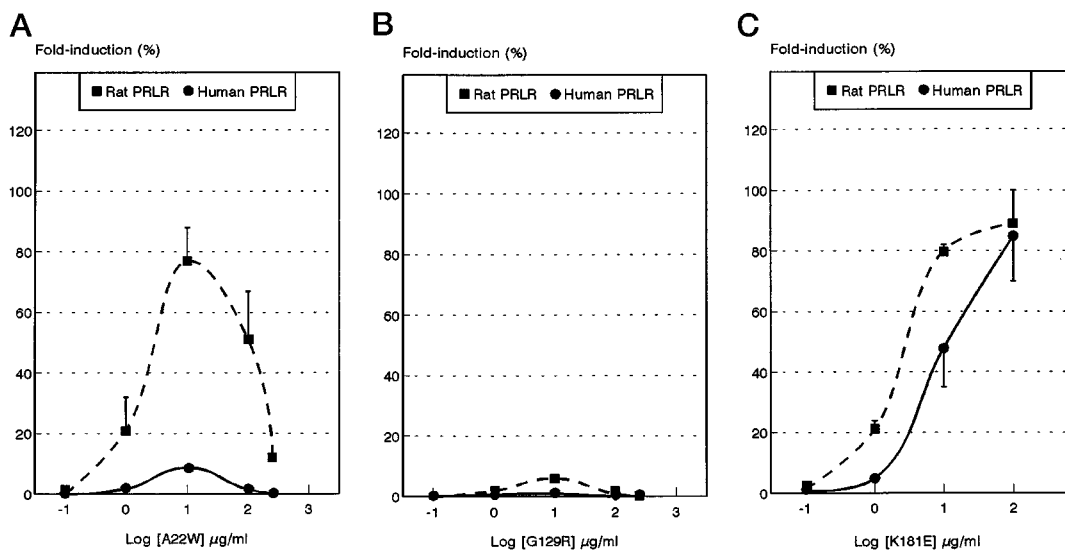 A
Fold-induction (%)
Rat PRLR Human PRLR
120
100
80
60
40
20
0
-1 0 1 2 3
Log [A22W] µg/ml
B
Fold-induction (%)
Rat PRLR Human PRLR
120
100
80
60
40
20
0
-1 0 1 2 3
Log [G129R] µg/ml
C
Fold-induction (%)
Rat PRLR Human PRLR
120
100
80
60
40
20
0
-1 0 1 2
Log [K181E] µg/ml